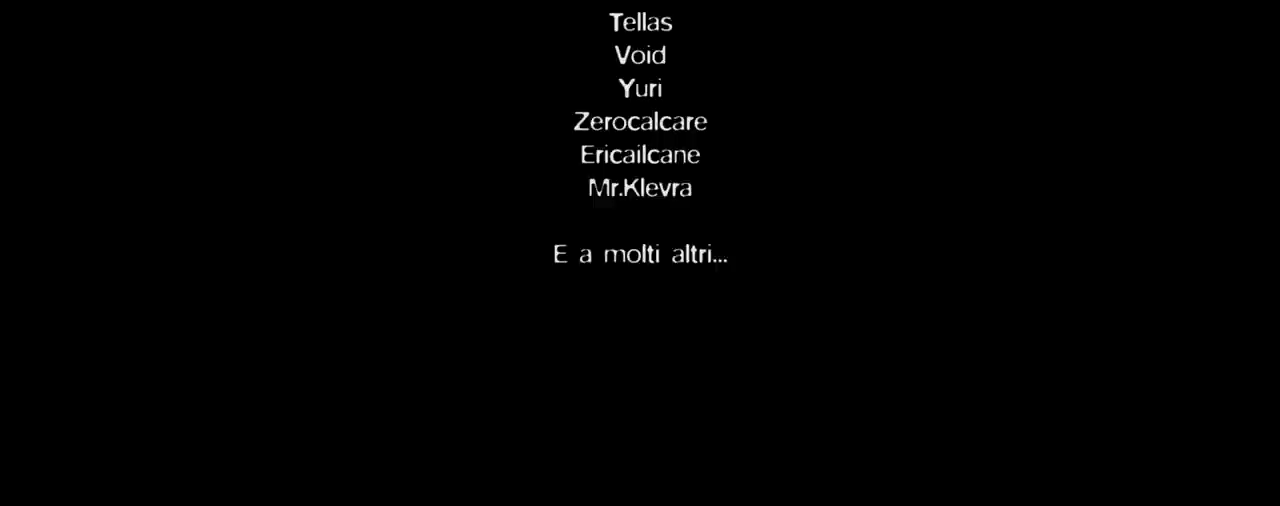 Tellas
Void
Yuri
Zerocalcare
Ericailcane
Mr.Klevra
E a molti altri...